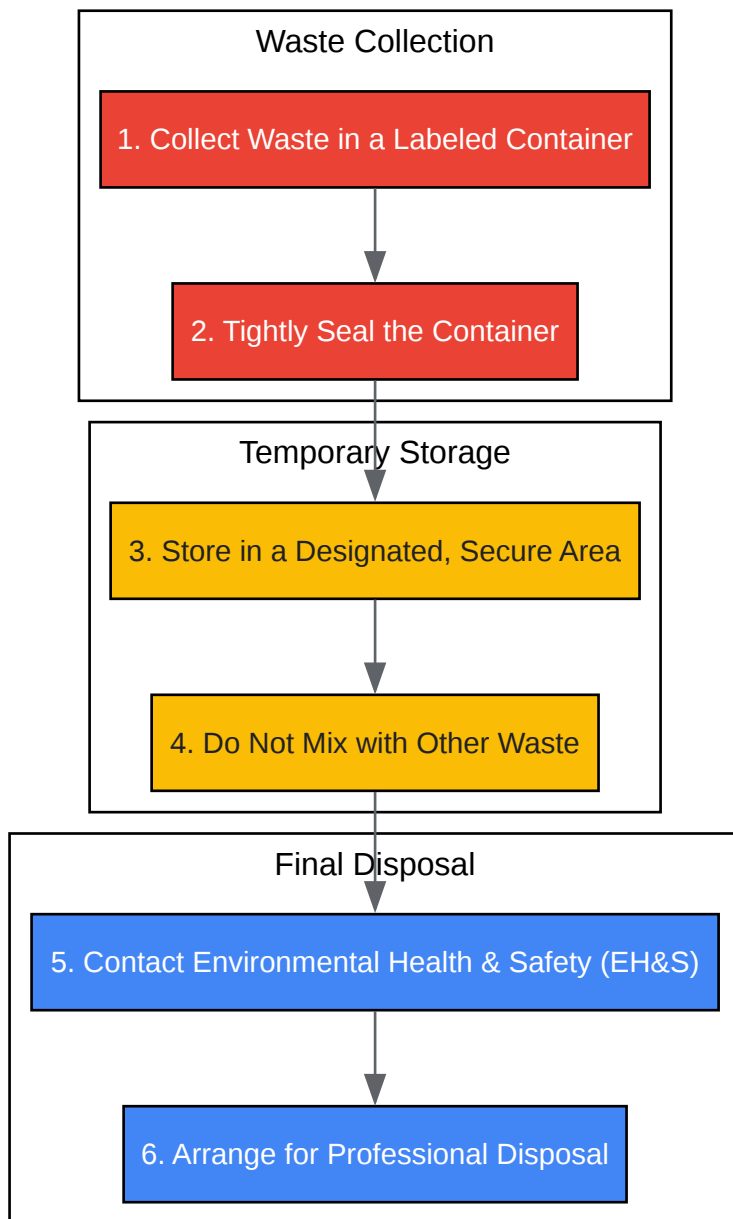 Waste Collection
1. Collect Waste in a Labeled Container
2. Tightly Seal the Container
Temporary Storage
3. Store in a Designated, Secure Area
4. Do Not Mix with Other Waste
Final Disposal
5. Contact Environmental Health & Safety (EH&S)
6. Arrange for Professional Disposal